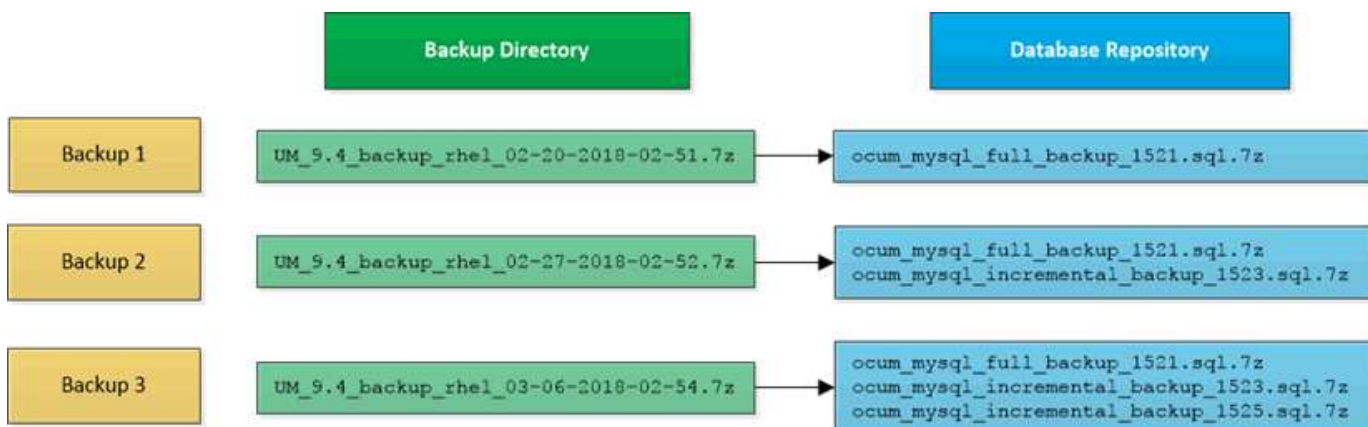 Backup Directory
Database Repository
Backup 1
UM_9.4_backup_rhel_02-20-2018-02-51.7z
ocum_mysql_full_backup_1521.sql.7z
Backup 2
UM_9.4_backup_rhel_02-27-2018-02-52.7z
ocum_mysql_full_backup_1521.sql.7z
ocum_mysql_incremental_backup_1523.sql.7z
Backup 3
UM_9.4_backup_rhel_03-06-2018-02-54.7z
ocum_mysql_full_backup_1521.sql.7z
ocum_mysql_incremental_backup_1523.sql.7z
ocum_mysql_incremental_backup_1525.sql.7z